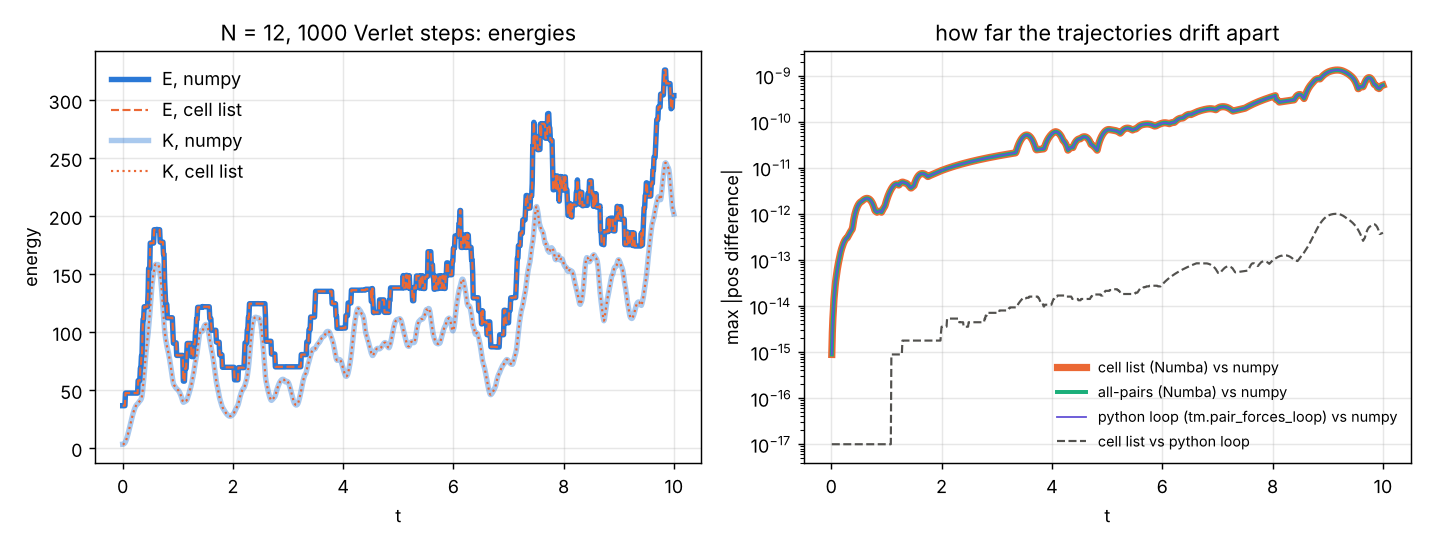 N = 12, 1000 Verlet steps: energies
E, numpy
E, cell list
K, numpy
K, cell list
energy
300
250
200
150
100
50
0
0 2 4 6 8 10
t
how far the trajectories drift apart
max |pos difference|
10⁻⁹
10⁻¹⁰
10⁻¹¹
10⁻¹²
10⁻¹³
10⁻¹⁴
10⁻¹⁵
10⁻¹⁶
10⁻¹⁷
cell list (Numba) vs numpy
all-pairs (Numba) vs numpy
python loop (tm.pair_forces_loop) vs numpy
cell list vs python loop
0 2 4 6 8 10
t